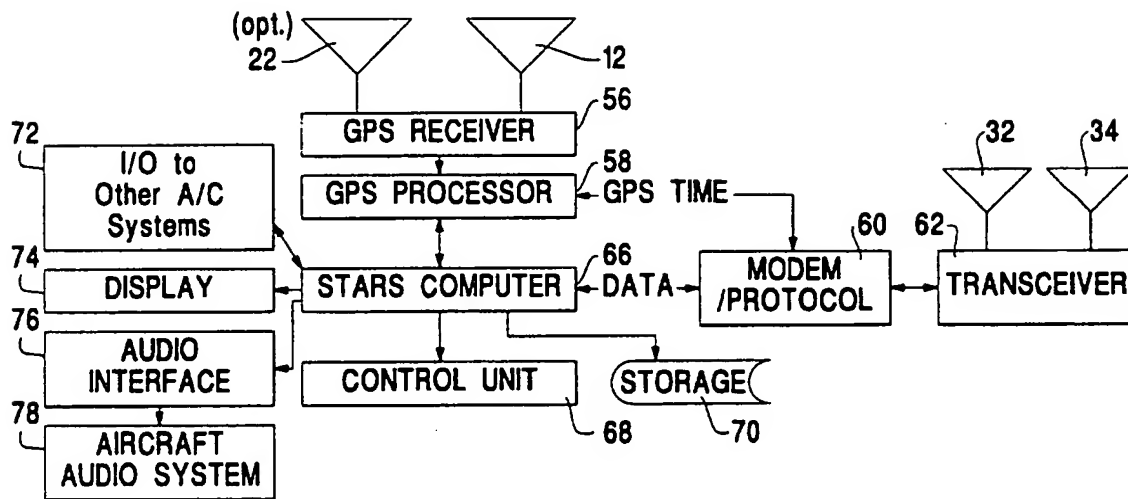 (opt.)
22
12
56
GPS RECEIVER
72
I/O to
Other A/C
Systems
58
GPS PROCESSOR
GPS TIME
32
34
74
DISPLAY
66
STARS COMPUTER
DATA
60
MODEM
/PROTOCOL
62
TRANSCEIVER
76
AUDIO
INTERFACE
CONTROL UNIT
68
STORAGE
70
78
AIRCRAFT
AUDIO SYSTEM